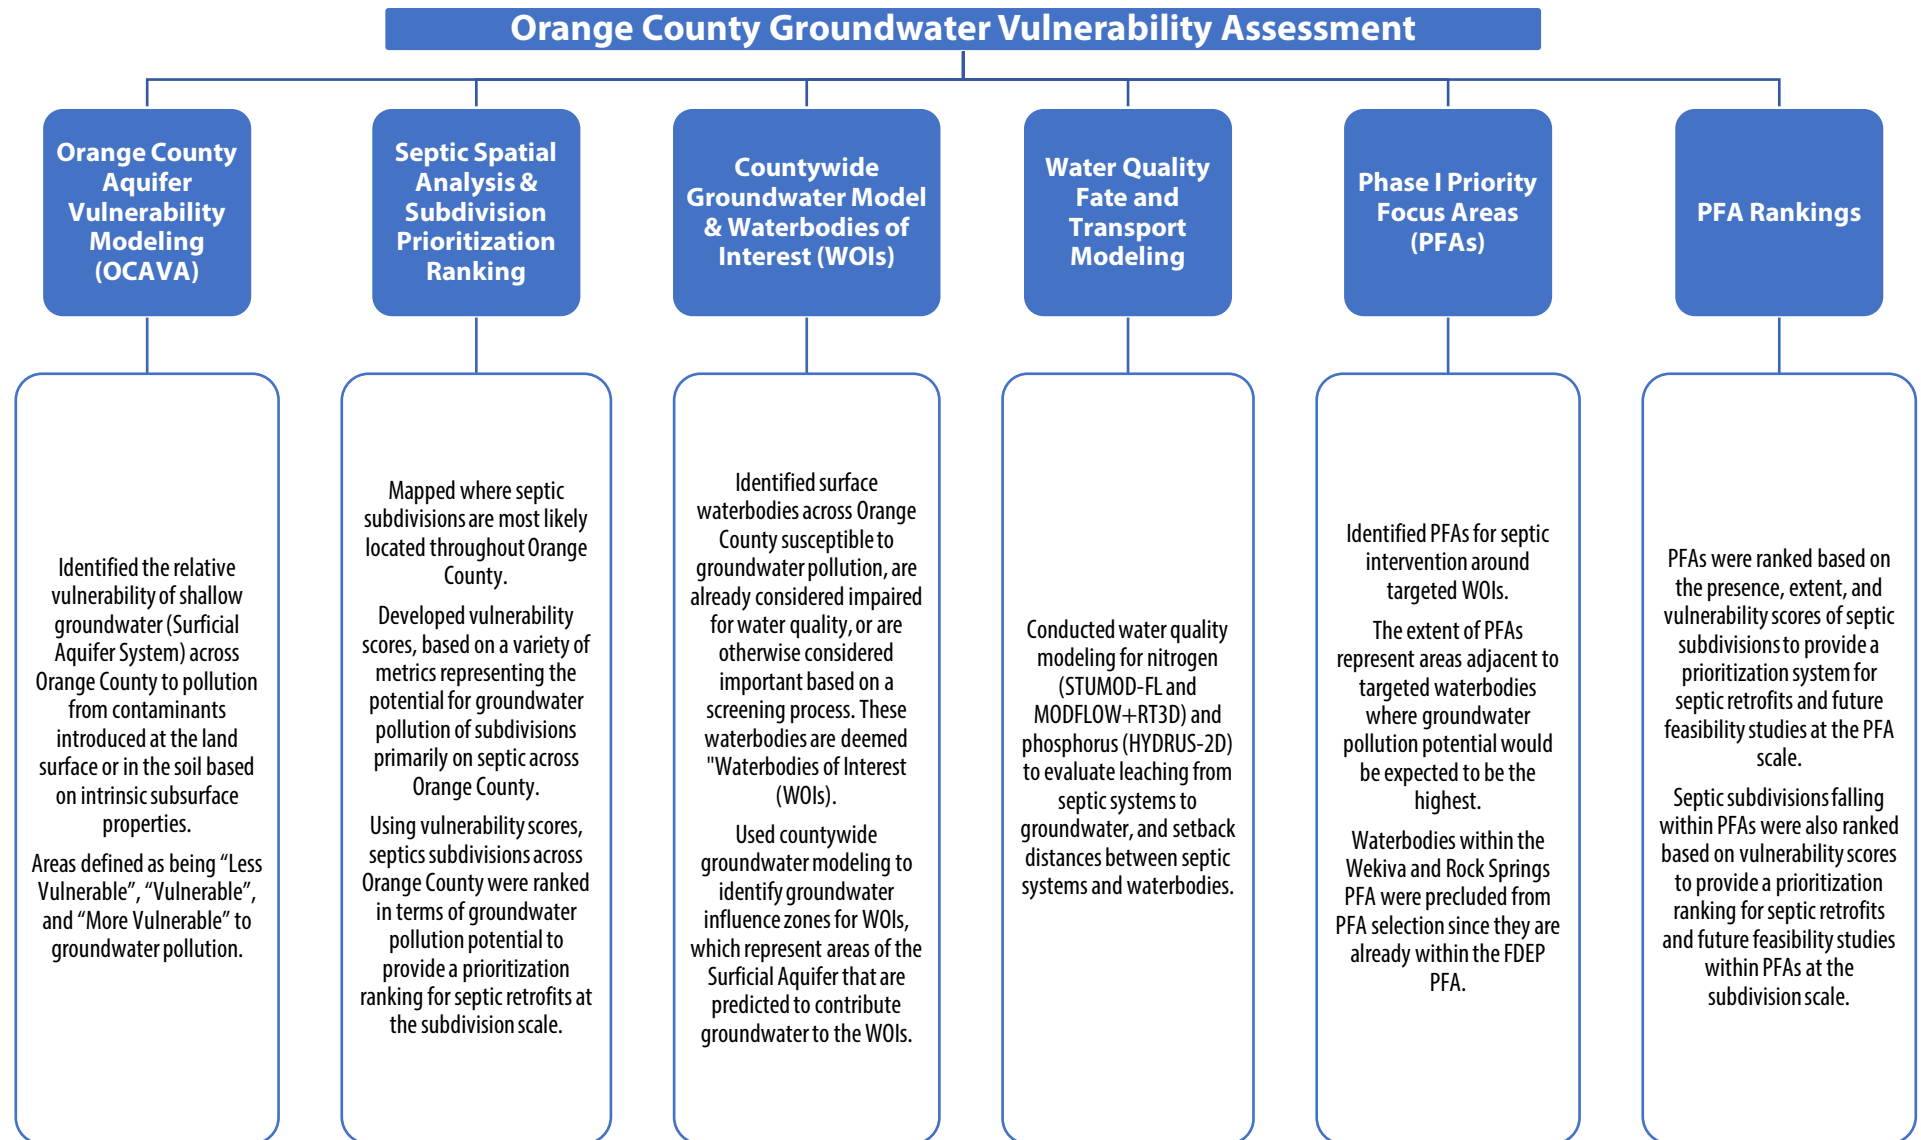 Orange County Groundwater Vulnerability Assessment
Orange County
Aquifer
Vulnerability
Modeling
(OCAVA)
Identified the relative
vulnerability of shallow
groundwater (Surficial
Aquifer System) across
Orange County to pollution
from contaminants
introduced at the land
surface or in the soil based
on intrinsic subsurface
properties.
Areas defined as being “Less
Vulnerable”, “Vulnerable”,
and “More Vulnerable” to
groundwater pollution.
Septic Spatial
Analysis &
Subdivision
Prioritization
Ranking
Mapped where septic
subdivisions are most likely
located throughout Orange
County.
Developed vulnerability
scores, based on a variety of
metrics representing the
potential for groundwater
pollution of subdivisions
primarily on septic across
Orange County.
Using vulnerability scores,
septics subdivisions across
Orange County were ranked
in terms of groundwater
pollution potential to
provide a prioritization
ranking for septic retrofits at
the subdivision scale.
Countywide
Groundwater Model
& Waterbodies of
Interest (WOIs)
Identified surface
waterbodies across Orange
County susceptible to
groundwater pollution, are
already considered impaired
for water quality, or are
otherwise considered
important based on a
screening process. These
waterbodies are deemed
"Waterbodies of Interest
(WOIs).
Used countywide
groundwater modeling to
identify groundwater
influence zones for WOIs,
which represent areas of the
Surficial Aquifer that are
predicted to contribute
groundwater to the WOIs.
Water Quality
Fate and
Transport
Modeling
Conducted water quality
modeling for nitrogen
(STUMOD-FL and
MODFLOW+RT3D) and
phosphorus (HYDRUS-2D)
to evaluate leaching from
septic systems to
groundwater, and setback
distances between septic
systems and waterbodies.
Phase I Priority
Focus Areas
(PFAs)
Identified PFAs for septic
intervention around
targeted WOIs.
The extent of PFAs
represent areas adjacent to
targeted waterbodies
where groundwater
pollution potential would
be expected to be the
highest.
Waterbodies within the
Wekiva and Rock Springs
PFA were precluded from
PFA selection since they are
already within the FDEP
PFA.
PFA Rankings
PFAs were ranked based on
the presence, extent, and
vulnerability scores of septic
subdivisions to provide a
prioritization system for
septic retrofits and future
feasibility studies at the PFA
scale.
Septic subdivisions falling
within PFAs were also ranked
based on vulnerability scores
to provide a prioritization
ranking for septic retrofits
and future feasibility studies
within PFAs at the
subdivision scale.